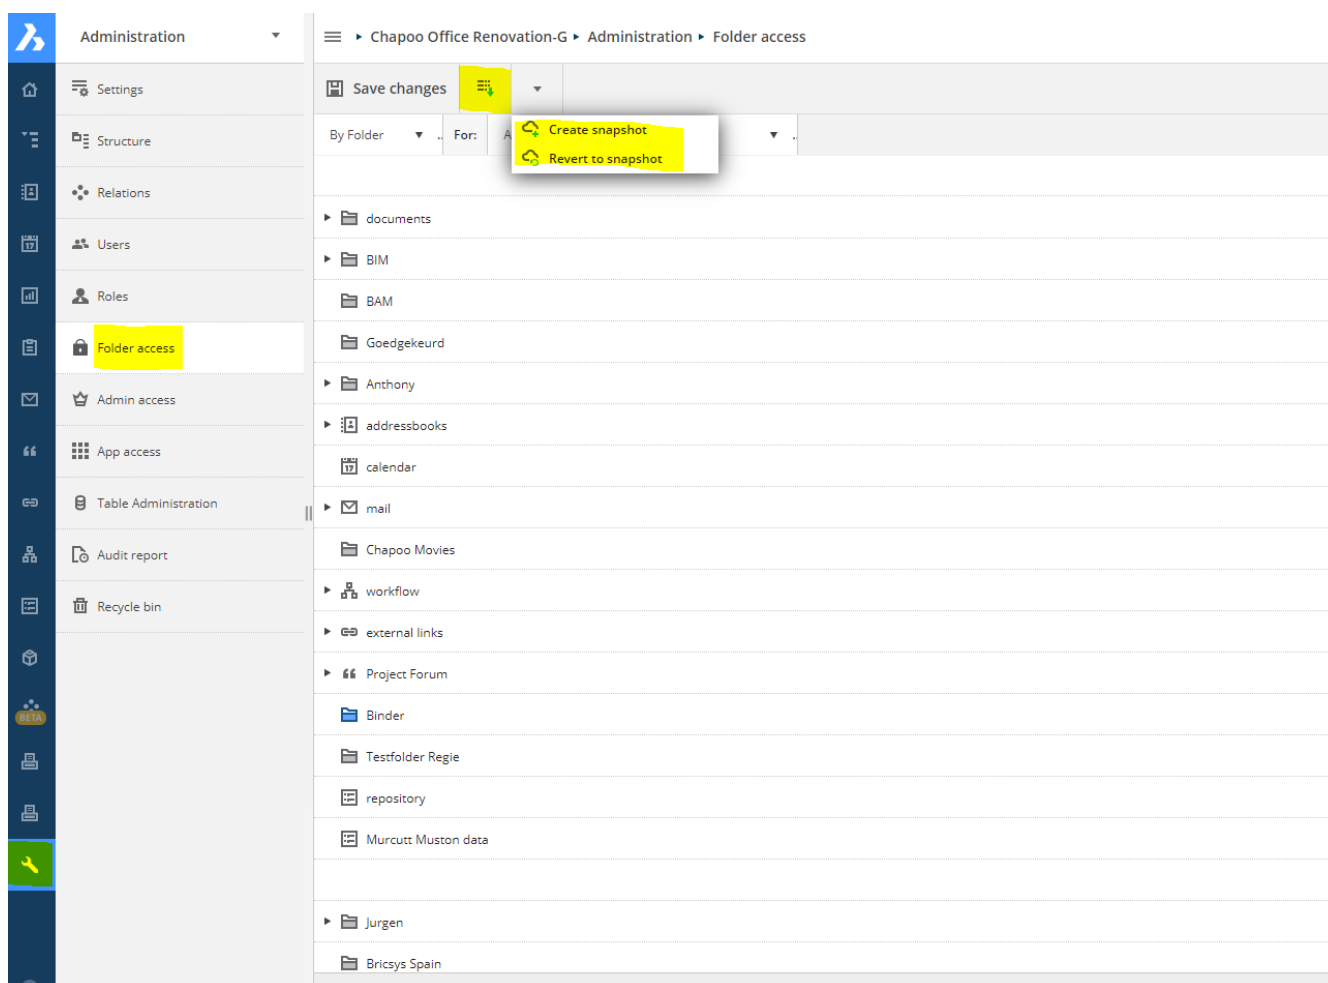 Administration
Chapoo Office Renovation-G Administration Folder access
Settings
Structure
Relations
Users
Roles
Folder access
Admin access
App access
Table Administration
Audit report
Recycle bin
BETA
Save changes
Create snapshot
Revert to snapshot
By Folder .. For: A ..
documents
BIM
BAM
Goedgekeurd
Anthony
addressbooks
17 calendar
mail
Chapoo Movies
workflow
external links
Project Forum
Binder
Testfolder Regie
repository
Murcutt Muston data
Jurgen
Bricsys Spain
17